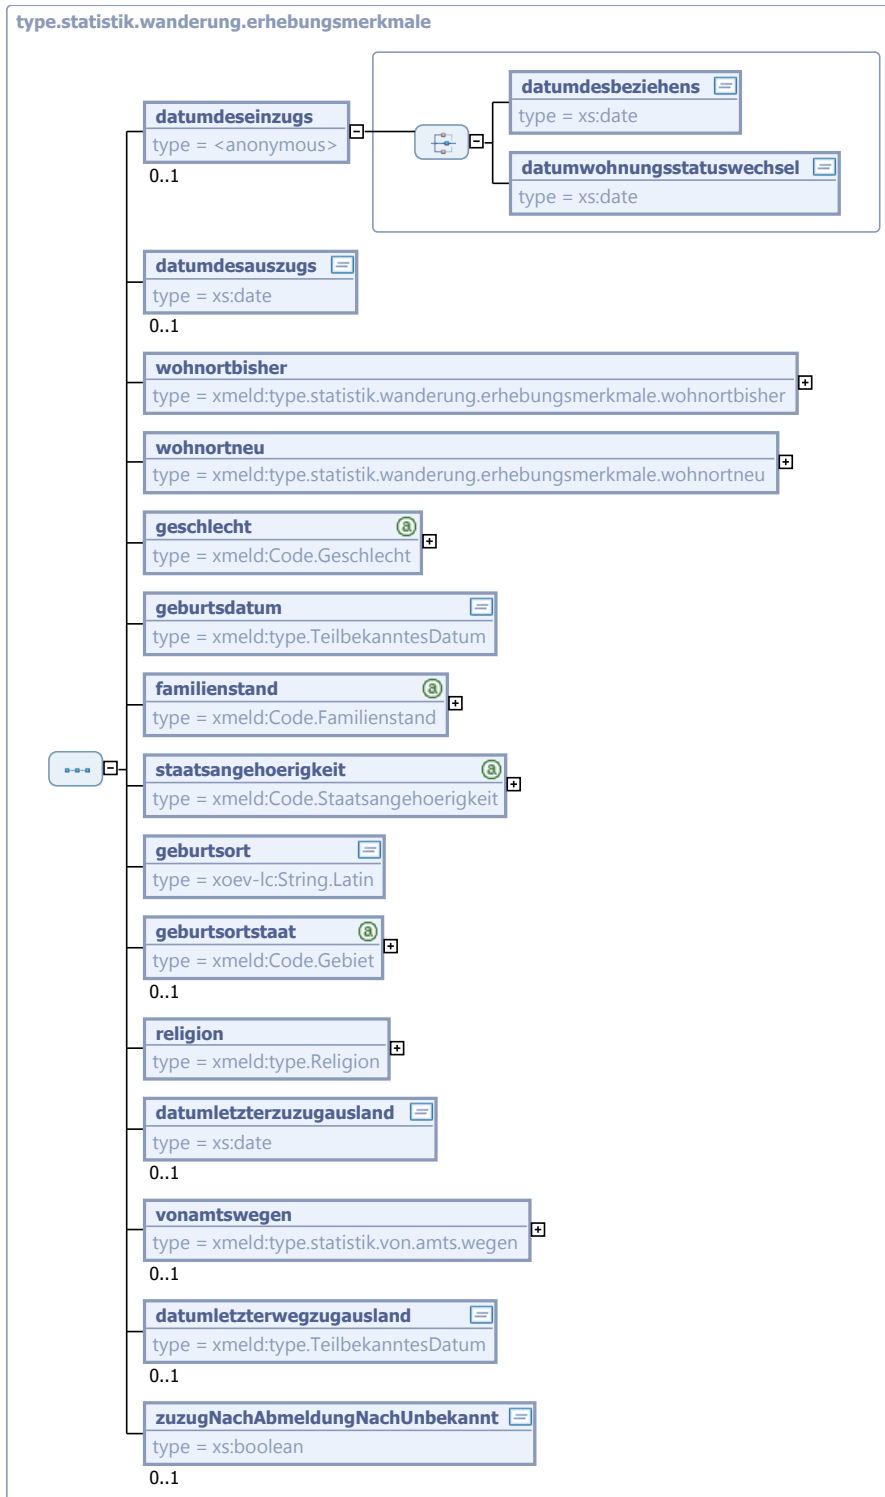 type.statistik.wanderung.erhebungsmerkmale
datumdeseinzugs
type = <anonymous>
0..1
datumdesbeziehens
type = xs:date
datumwohnungsstatuswechsel
type = xs:date
datumdesauszugs
type = xs:date
0..1
wohnortbisher
type = xmeld:type.statistik.wanderung.erhebungsmerkmale.wohnortbisher
wohnortneu
type = xmeld:type.statistik.wanderung.erhebungsmerkmale.wohnortneu
geschlecht
type = xmeld:Code.Geschlecht
geburtsdatum
type = xmeld:type.TeilbekanntesDatum
familienstand
type = xmeld:Code.Familienstand
staatsangehoerigkeit
type = xmeld:Code.Staatsangehoerigkeit
geburtsort
type = xoev-lc:String.Latin
geburtsortstaat
type = xmeld:Code.Gebiet
0..1
religion
type = xmeld:type.Religion
datumletzterzuzugausland
type = xs:date
0..1
vonamtswegen
type = xmeld:type.statistik.von.amts.wegen
0..1
datumletzterwegzugausland
type = xmeld:type.TeilbekanntesDatum
0..1
zuzugNachAbmeldungNachUnbekannt
type = xs:boolean
0..1